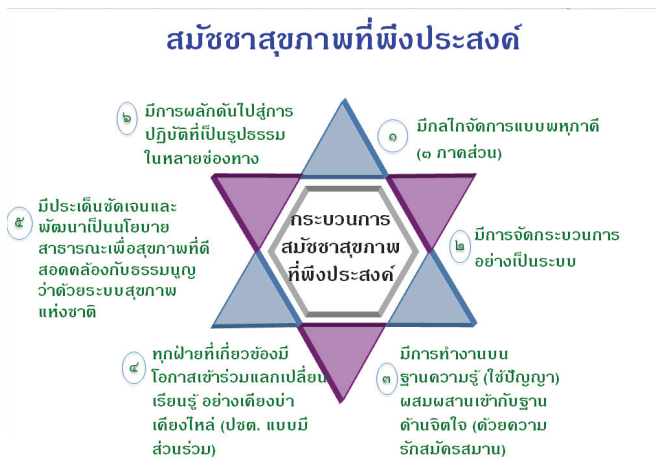 สมัชชาสุขภาพที่พึงประสงค์
๑
มีกลไกจัดการแบบพหุภาคี
(๓ ภาคส่วน)
๒
มีการจัดกระบวนการ
อย่างเป็นระบบ
๓
มีการทำงานบน
ฐานความรู้ (ใช้ปัญญา)
ผสมผสานเข้ากับฐาน
ด้านจิตใจ (ด้วยความ
รักสมัครสมาน)
๔
ทุกฝ่ายที่เกี่ยวข้องมี
โอกาสเข้าร่วมแลกเปลี่ยน
เรียนรู้ อย่างเคียงบ่า
เคียงไหล่ (ปชต. แบบมี
ส่วนร่วม)
๕
มีประเด็นชัดเจนและ
พัฒนาเป็นนโยบาย
สาธารณะเพื่อสุขภาพที่ดี
สอดคล้องกับธรรมนูญ
ว่าด้วยระบบสุขภาพ
แห่งชาติ
๖
มีการผลักดันไปสู่การ
ปฏิบัติที่เป็นรูปธรรม
ในหลายช่องทาง
กระบวนการ
สมัชชาสุขภาพ
ที่พึงประสงค์